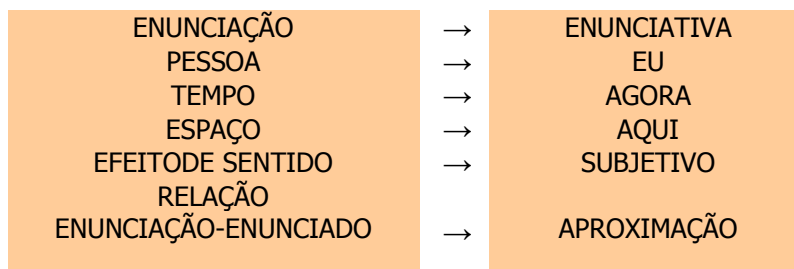 ENUNCIAÇÃO → ENUNCIATIVA
PESSOA → EU
TEMPO → AGORA
ESPAÇO → AQUI
EFEITODE SENTIDO → SUBJETIVO
RELAÇÃO
ENUNCIAÇÃO-ENUNCIADO → APROXIMAÇÃO